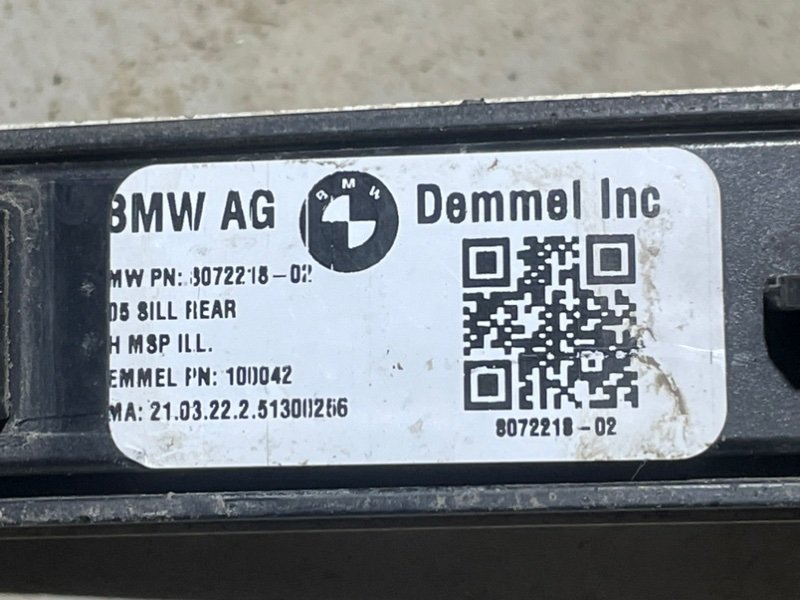 BMW AG BMW Demmel Inc
MW PN: 8072218-02
05 SILL REAR
H MSP ILL.
EMMEL PN: 100042
MA: 21.03.22.2.51300256
8072218-02